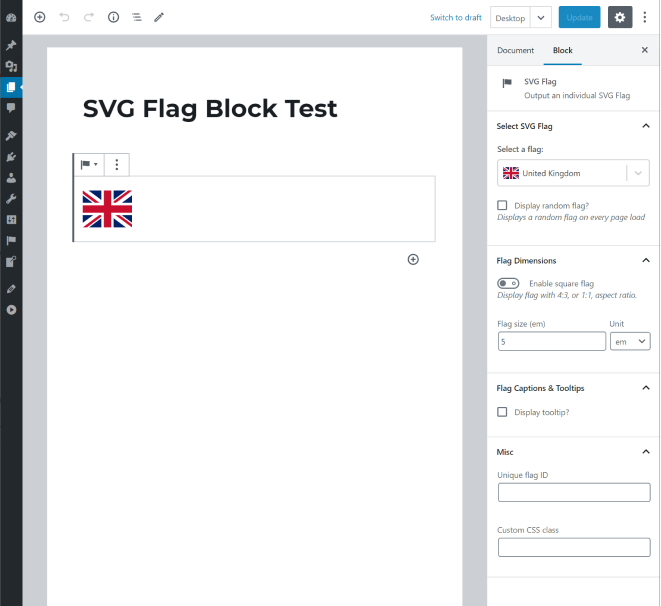 Switch to draft
Desktop
Update
Document Block
SVG Flag Block Test
SVG Flag
Output an individual SVG Flag
Select SVG Flag
Select a flag:
United Kingdom
Display random flag?
Displays a random flag on every page load
Flag Dimensions
Enable square flag
Display flag with 4:3, or 1:1, aspect ratio.
Flag size (em) Unit
5 em
Flag Captions & Tooltips
Display tooltip?
Misc
Unique flag ID
Custom CSS class